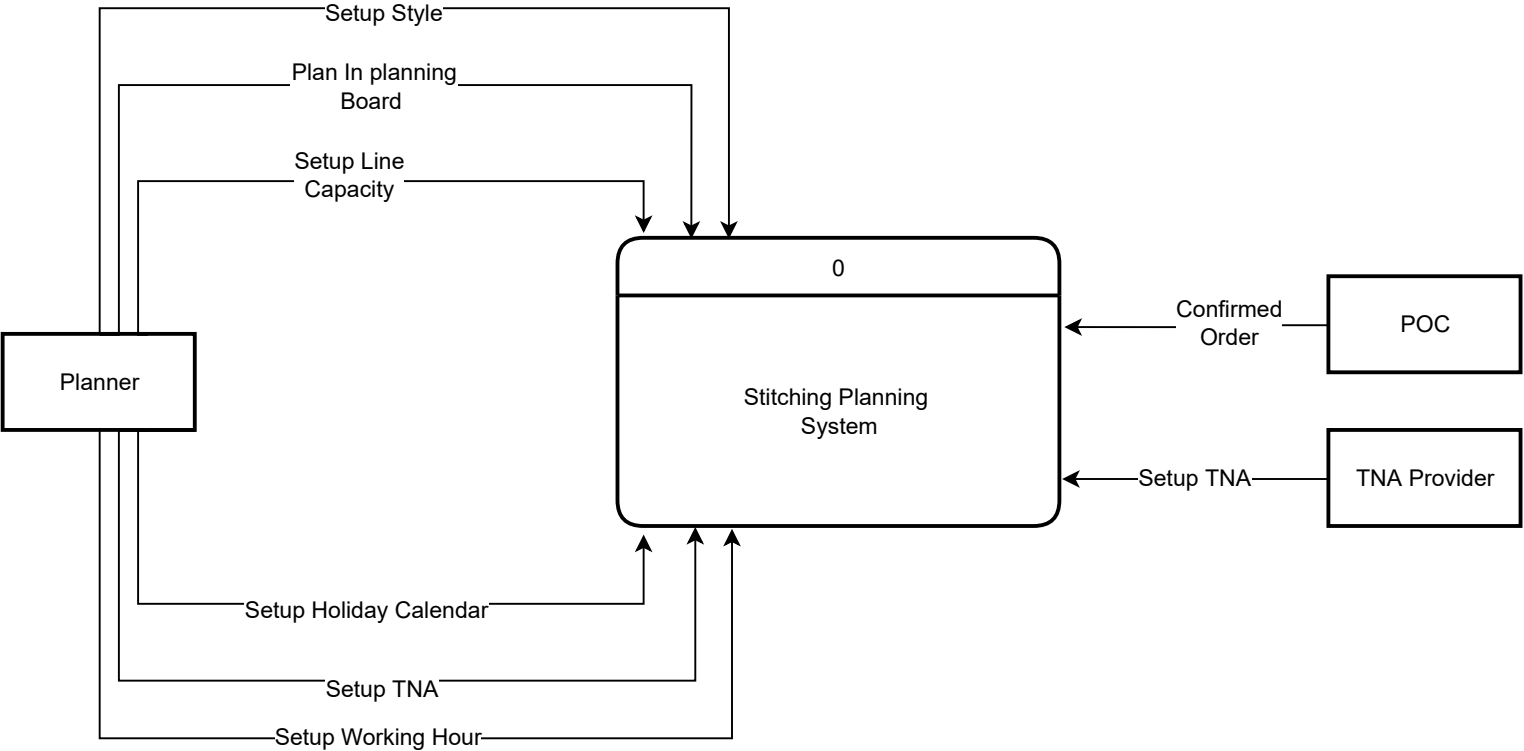 Setup Style
Plan In planning
Board
Setup Line
Capacity
0
Confirmed
Order
POC
Planner
Stitching Planning
System
Setup TNA
TNA Provider
Setup Holiday Calendar
Setup TNA
Setup Working Hour